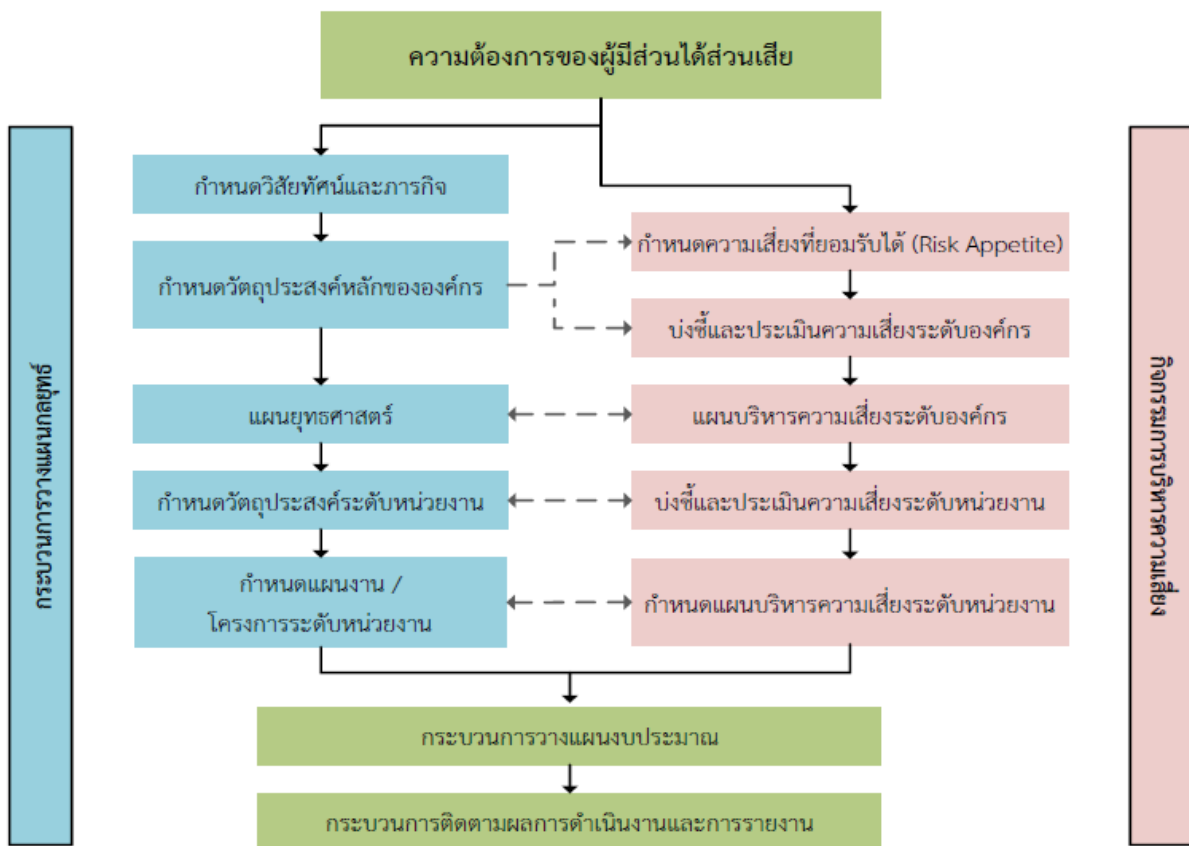 ความต้องการของผู้มีส่วนได้ส่วนเสีย
กระบวนการวางแผนกลยุทธ์
กำหนดวิสัยทัศน์และภารกิจ
กำหนดวัตถุประสงค์หลักขององค์กร
แผนยุทธศาสตร์
กำหนดวัตถุประสงค์ระดับหน่วยงาน
กำหนดแผนงาน /
โครงการระดับหน่วยงาน
กำหนดความเสี่ยงที่ยอมรับได้ (Risk Appetite)
บ่งชี้และประเมินความเสี่ยงระดับองค์กร
แผนบริหารความเสี่ยงระดับองค์กร
บ่งชี้และประเมินความเสี่ยงระดับหน่วยงาน
กำหนดแผนบริหารความเสี่ยงระดับหน่วยงาน
กิจกรรมการบริหารความเสี่ยง
กระบวนการวางแผนงบประมาณ
กระบวนการติดตามผลการดำเนินงานและการรายงาน